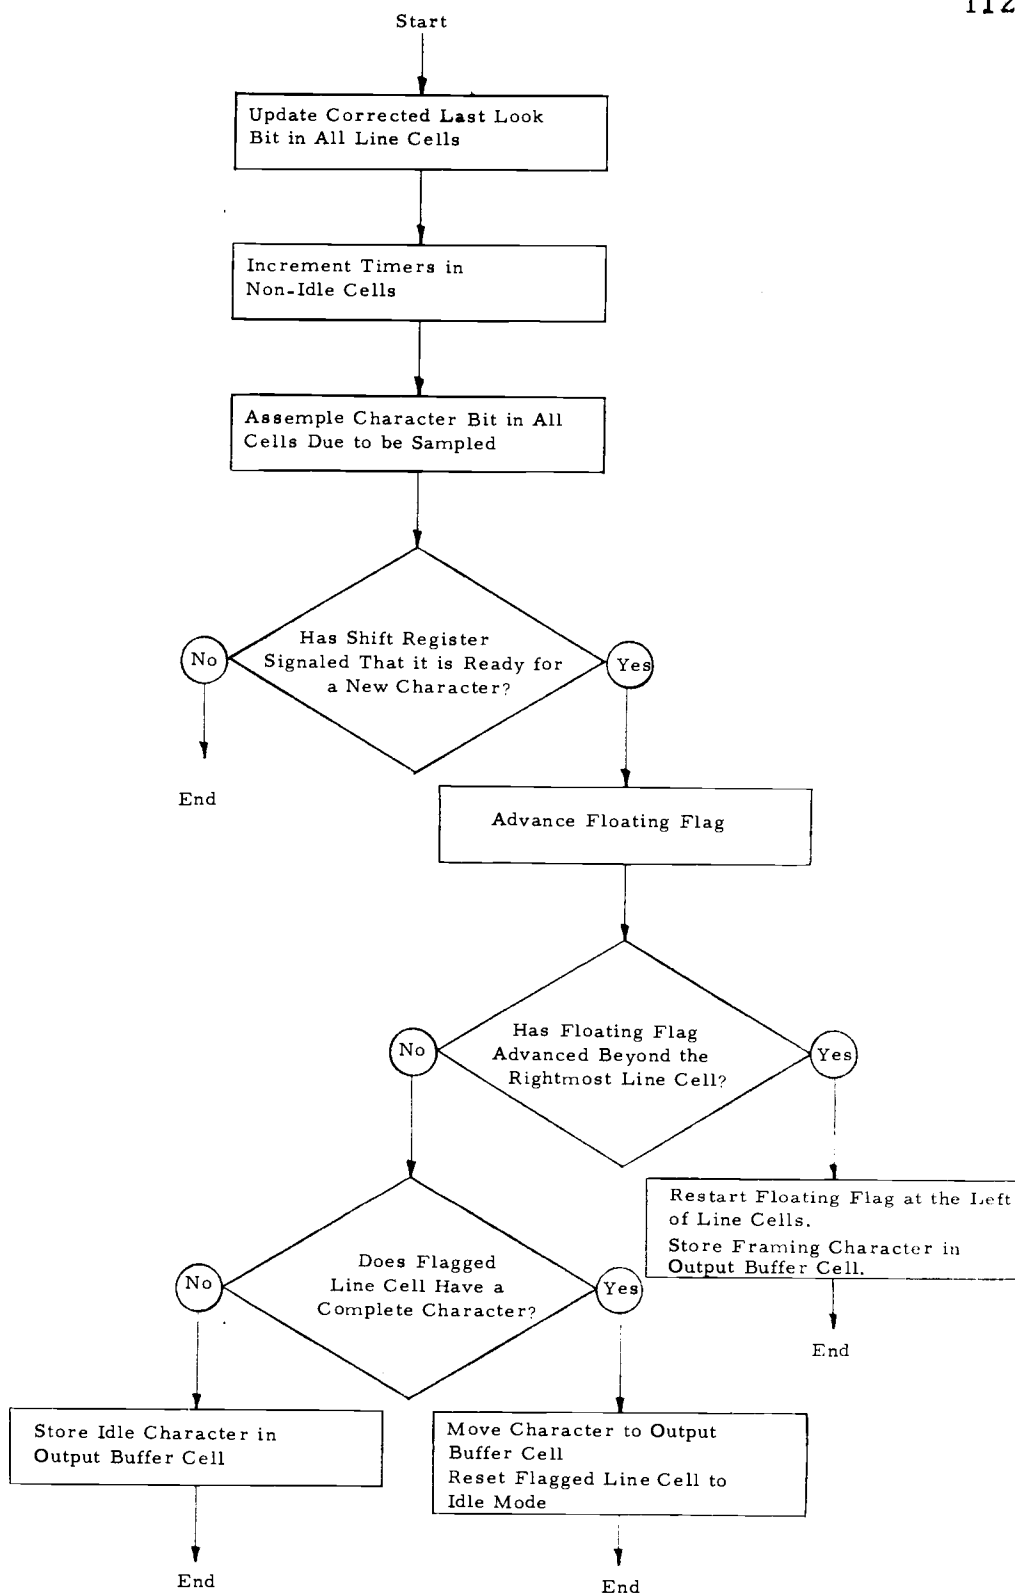 112
Start
Update Corrected Last Look
Bit in All Line Cells
Increment Timers in
Non-Idle Cells
Assemple Character Bit in All
Cells Due to be Sampled
Has Shift Register
Signaled That it is Ready for
a New Character?
No
Yes
End
Advance Floating Flag
Has Floating Flag
Advanced Beyond the
Rightmost Line Cell?
No
Yes
Restart Floating Flag at the Left
of Line Cells.
Store Framing Character in
Output Buffer Cell.
End
Does Flagged
Line Cell Have a
Complete Character?
No
Yes
Store Idle Character in
Output Buffer Cell
Move Character to Output
Buffer Cell
Reset Flagged Line Cell to
Idle Mode
End
End